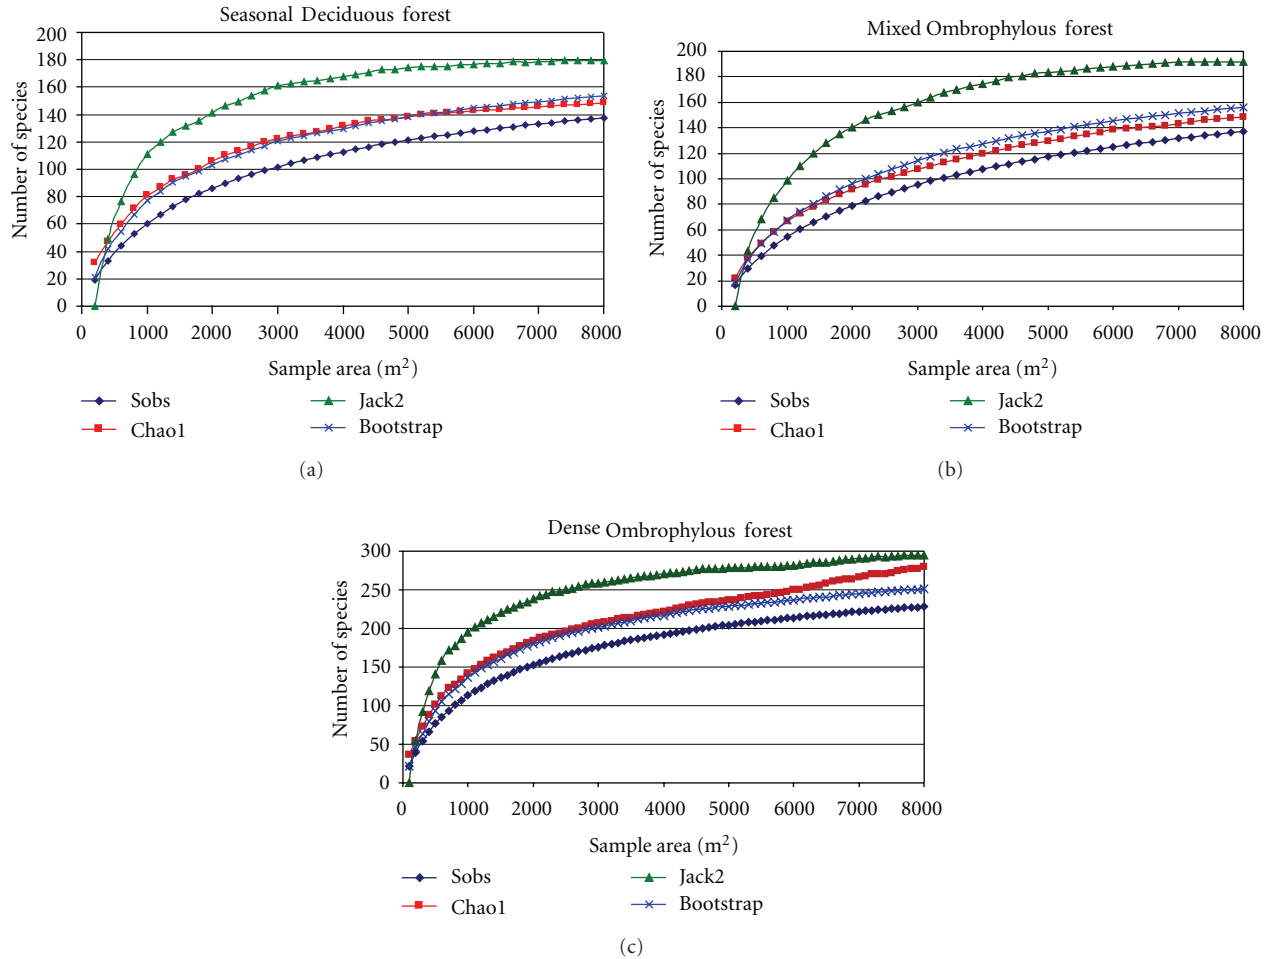 Seasonal Deciduous forest
Number of species
200
180
160
140
120
100
80
60
40
20
0
0 1000 2000 3000 4000 5000 6000 7000 8000
Sample area (m²)
Sobs
Jack2
Chao1
Bootstrap
(a)
Mixed Ombrophylous forest
Number of species
200
180
160
140
120
100
80
60
40
20
0
0 1000 2000 3000 4000 5000 6000 7000 8000
Sample area (m²)
Sobs
Jack2
Chao1
Bootstrap
(b)
Dense Ombrophylous forest
Number of species
300
250
200
150
100
50
0
0 1000 2000 3000 4000 5000 6000 7000 8000
Sample area (m²)
Sobs
Jack2
Chao1
Bootstrap
(c)